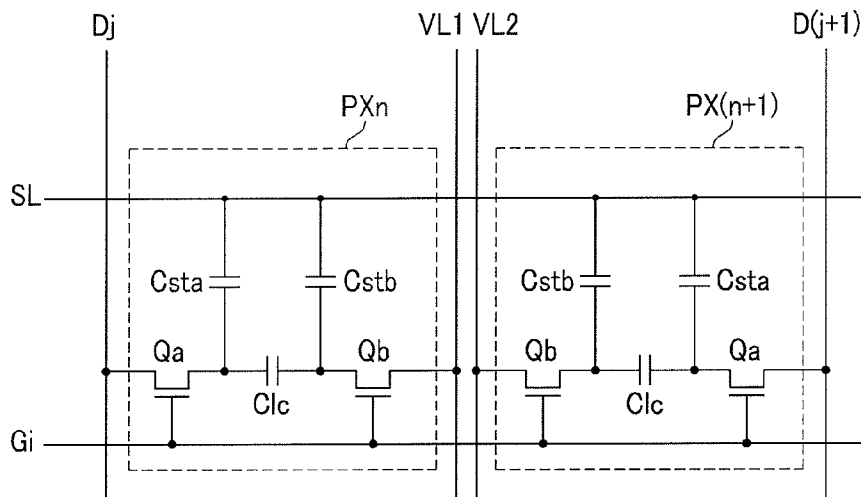 Dj VL1 VL2 D(j+1)
PXn PX(n+1)
SL
Csta Cstb Cstb Csta
Qa Qb Qb Qa
Clc Clc
Gi